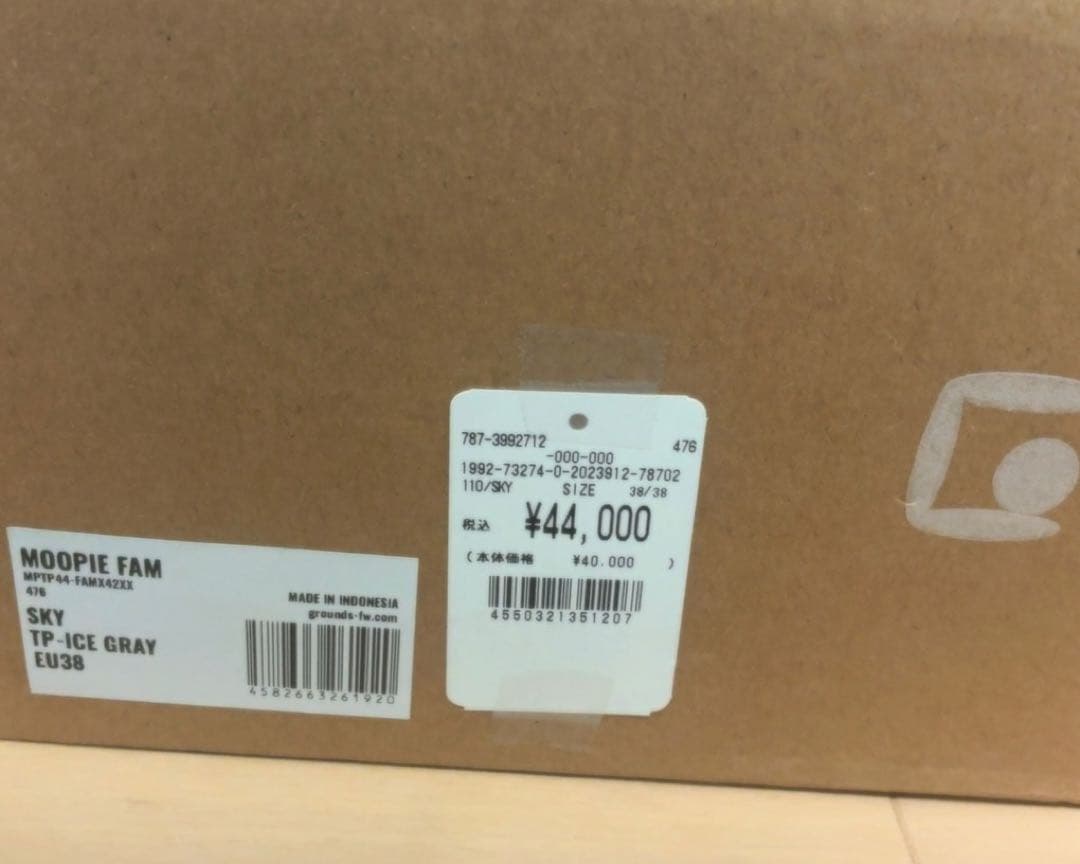 MOOPIE FAM
MPTP44-FAMX42XX
476
SKY
TP-ICE GRAY
EU38
MADE IN INDONESIA
grounds-fw.com
4582663261920
787-3992712 476
-000-000
1992-73274-0-2023912-78702
110/SKY SIZE 38/38
税込 ¥44,000
(本体価格 ¥40.000 )
4550321351207